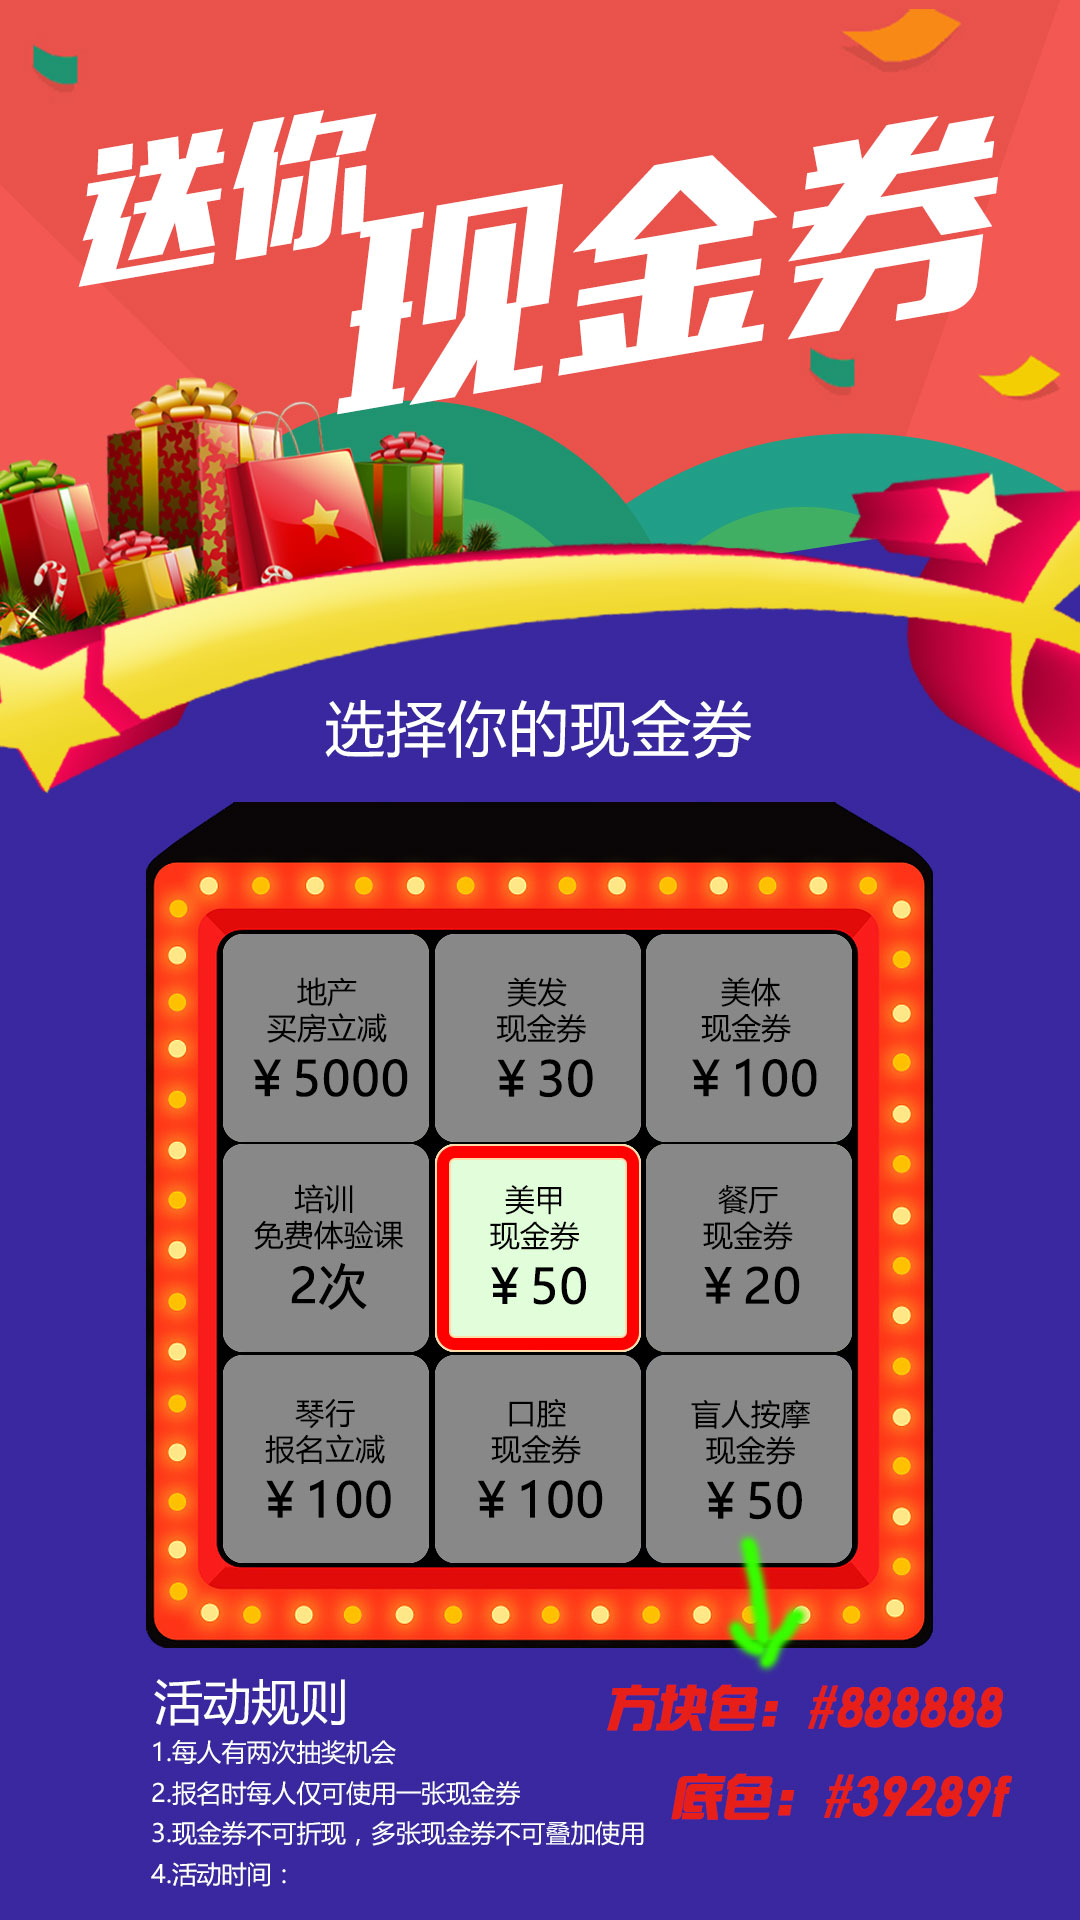 送你
现金券
选择你的现金券
地产
买房立减
¥5000
美发
现金券
¥30
美体
现金券
¥100
培训
免费体验课
2次
美甲
现金券
¥50
餐厅
现金券
¥20
琴行
报名立减
¥100
口腔
现金券
¥100
盲人按摩
现金券
¥50
活动规则
1.每人有两次抽奖机会
2.报名时每人仅可使用一张现金券
3.现金券不可折现，多张现金券不可叠加使用
4.活动时间：
方块色：#888888
底色：#39289f